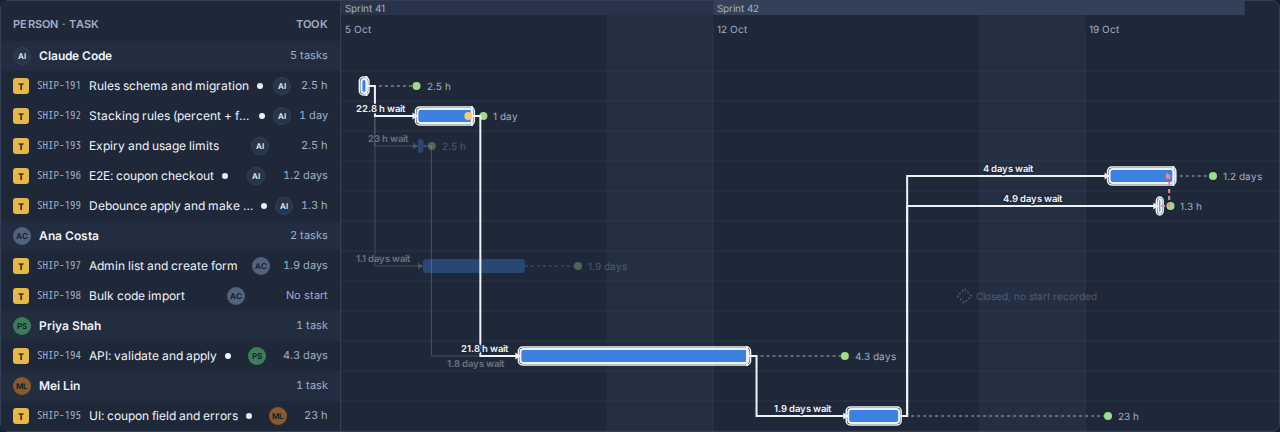 Sprint 41 Sprint 42
PERSON · TASK TOOK 5 Oct 12 Oct 19 Oct
AI Claude Code 5 tasks
T SHIP-191 Rules schema and migration AI 2.5 h 2.5 h
22.8 h wait
T SHIP-192 Stacking rules (percent + f... AI 1 day 1 day
23 h wait
T SHIP-193 Expiry and usage limits AI 2.5 h 2.5 h
4 days wait
T SHIP-196 E2E: coupon checkout AI 1.2 days 1.2 days
4.9 days wait
T SHIP-199 Debounce apply and make ... AI 1.3 h 1.3 h
AC Ana Costa 2 tasks
1.1 days wait
T SHIP-197 Admin list and create form AC 1.9 days 1.9 days
T SHIP-198 Bulk code import AC No start Closed, no start recorded
PS Priya Shah 1 task
21.8 h wait
T SHIP-194 API: validate and apply PS 4.3 days 4.3 days
1.8 days wait
ML Mei Lin 1 task
1.9 days wait
T SHIP-195 UI: coupon field and errors ML 23 h 23 h